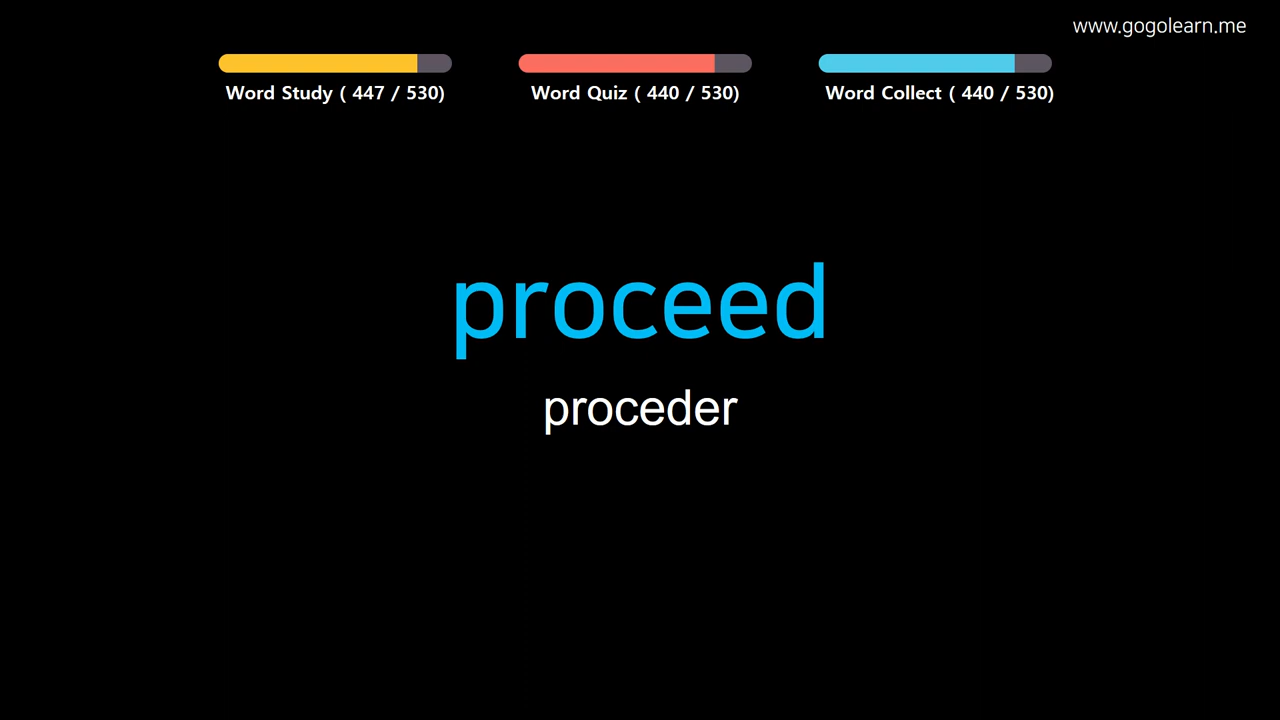 www.gogolearn.me
Word Study ( 447 / 530)
Word Quiz ( 440 / 530)
Word Collect ( 440 / 530)
proceed
proceder